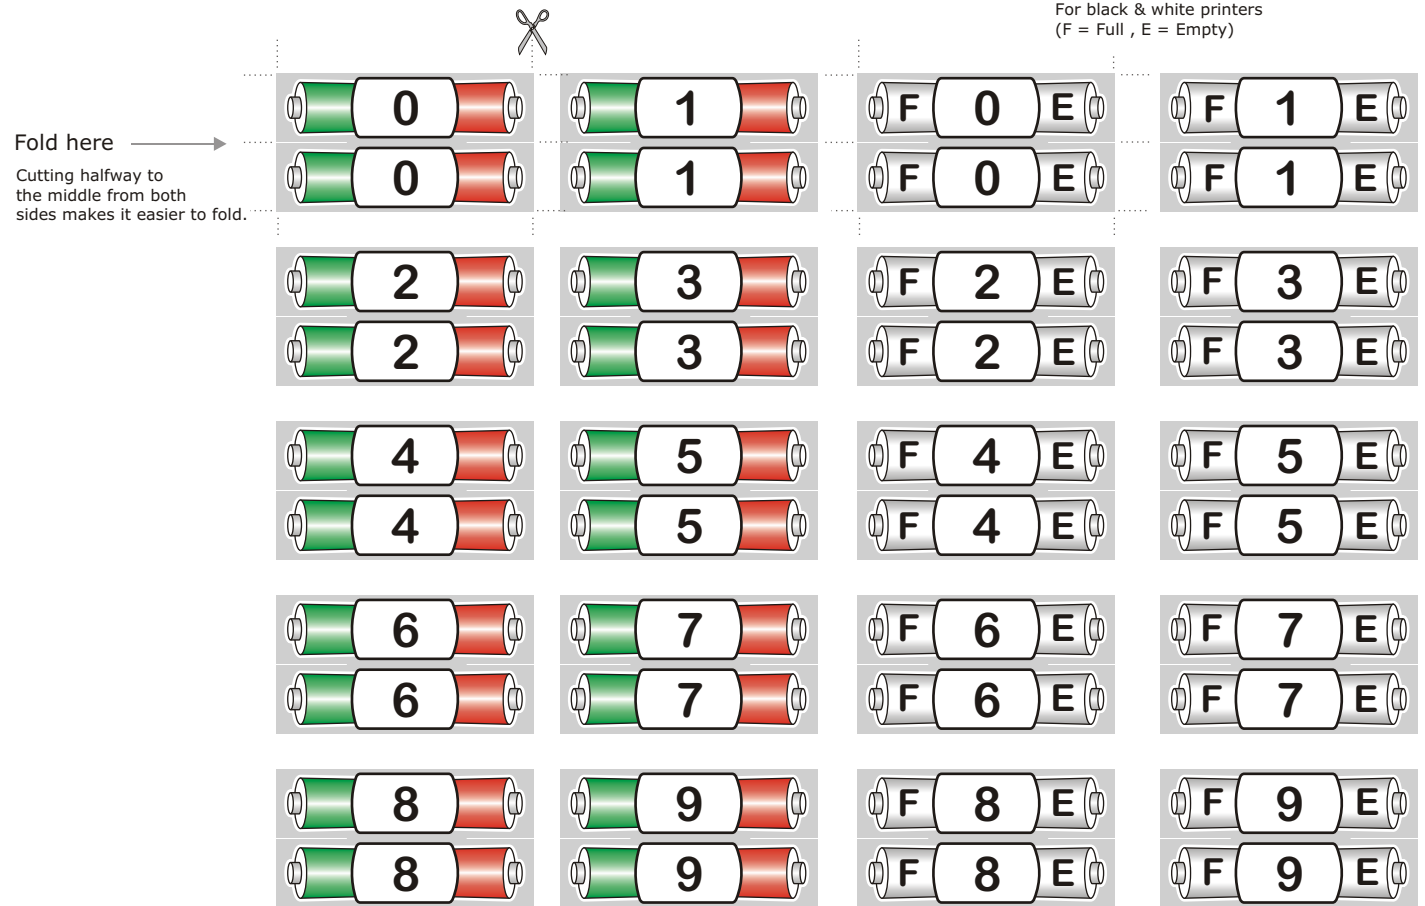 For black & white printers
(F = Full , E = Empty)
0 1 F 0 E F 1 E
Fold here
0 1 F 0 E F 1 E
Cutting halfway to
the middle from both
sides makes it easier to fold.
2 3 F 2 E F 3 E
2 3 F 2 E F 3 E
4 5 F 4 E F 5 E
4 5 F 4 E F 5 E
6 7 F 6 E F 7 E
6 7 F 6 E F 7 E
8 9 F 8 E F 9 E
8 9 F 8 E F 9 E